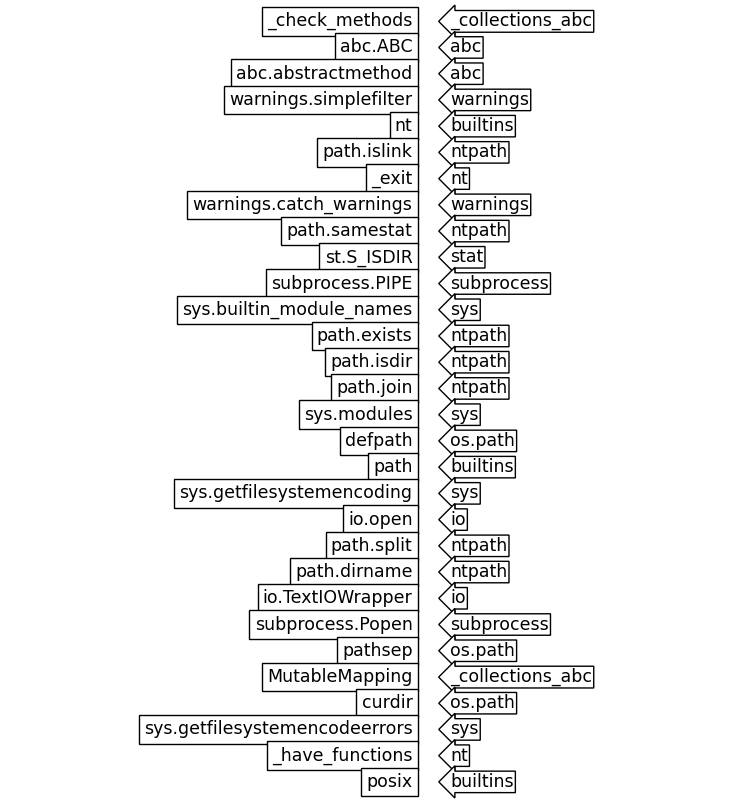 _check_methods _collections_abc
abc.ABC abc
abc.abstractmethod abc
warnings.simplefilter warnings
nt builtins
path.islink ntpath
_exit nt
warnings.catch_warnings warnings
path.samestat ntpath
st.S_ISDIR stat
subprocess.PIPE subprocess
sys.builtin_module_names sys
path.exists ntpath
path.isdir ntpath
path.join ntpath
sys.modules sys
defpath os.path
path builtins
sys.getfilesystemencoding sys
io.open io
path.split ntpath
path.dirname ntpath
io.TextIOWrapper io
subprocess.Popen subprocess
pathsep os.path
MutableMapping _collections_abc
curdir os.path
sys.getfilesystemencodeerrors sys
_have_functions nt
posix builtins